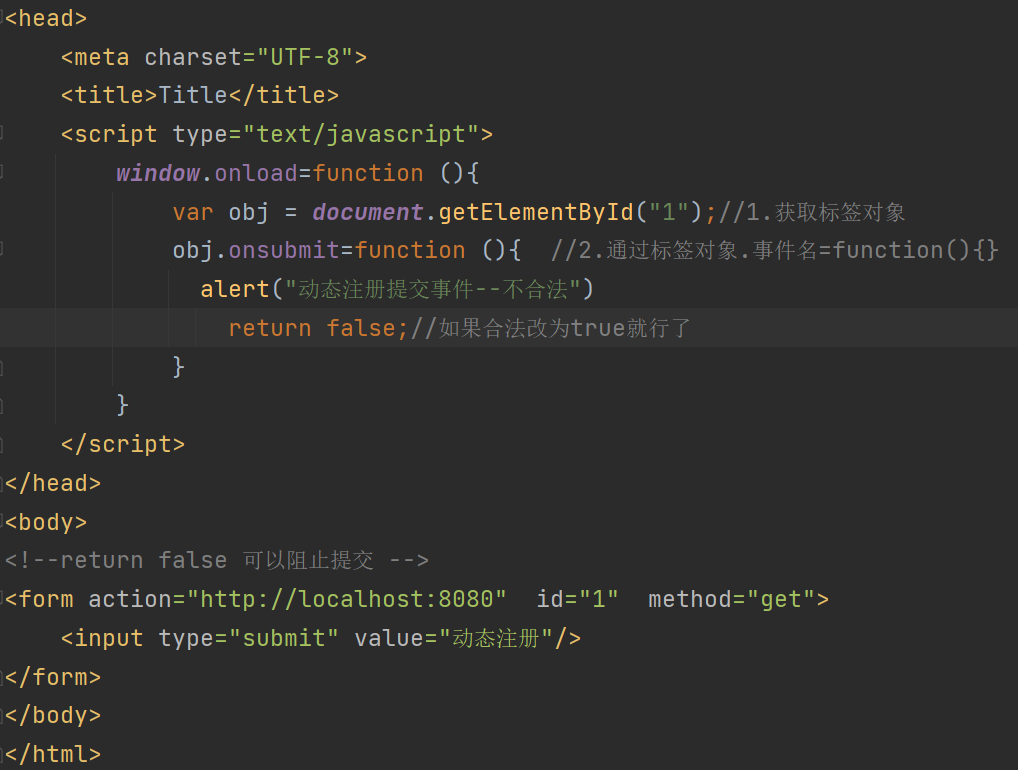 <head>
    <meta charset="UTF-8">
    <title>Title</title>
    <script type="text/javascript">
        window.onload=function (){
            var obj = document.getElementById("1");//1.获取标签对象
            obj.onsubmit=function (){  //2.通过标签对象.事件名=function(){}
              alert("动态注册提交事件--不合法")
                return false;//如果合法改为true就行了
            }
        }
    </script>
</head>
<body>
<!--return false 可以阻止提交 -->
<form action="http://localhost:8080"  id="1"  method="get">
    <input type="submit" value="动态注册"/>
</form>
</body>
</html>